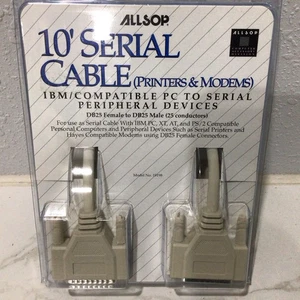 ALLSOP
ALLSOP
10' SERIAL
CABLE (PRINTERS & MODEMS)
IBM/COMPATIBLE PC TO SERIAL
PERIPHERAL DEVICES
DB25 Female to DB25 Male (25 conductors)
For use as Serial Cable With IBM PC, XT, AT, and PS/2 Compatible
Personal Computers and Peripheral Devices Such as Serial Printers and
Hayes Compatible Modems using DB25 Female Connectors.